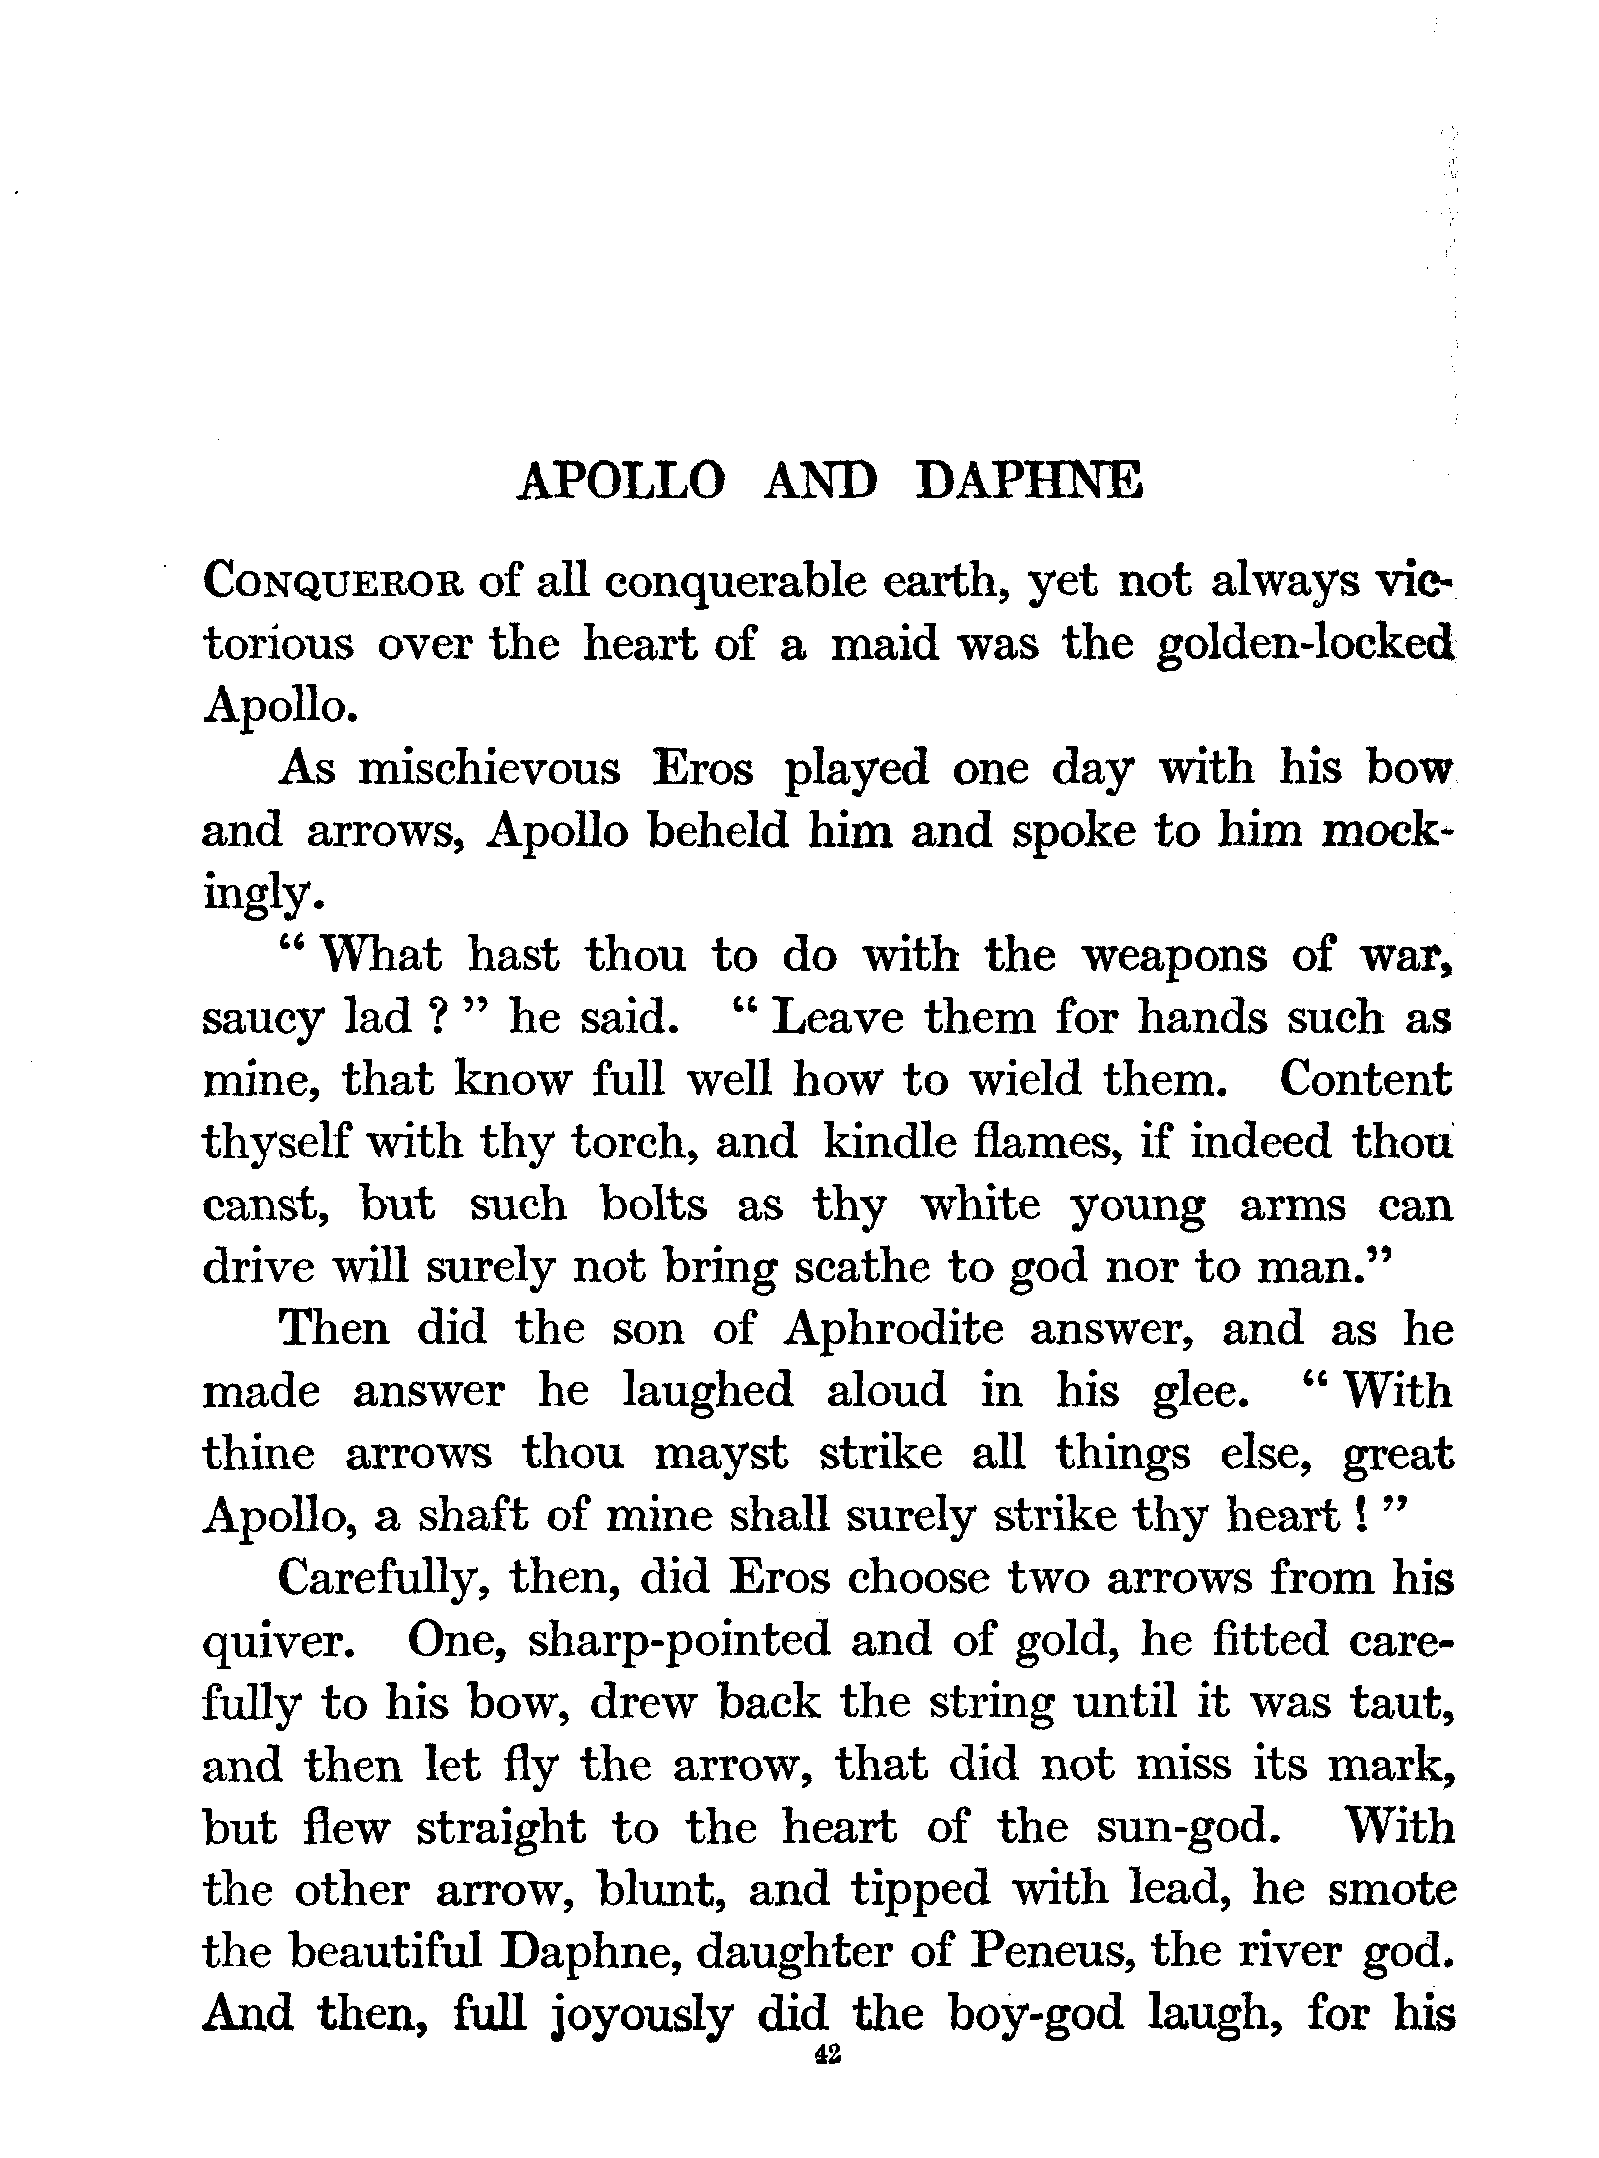 APOLLO AND DAPHNE
CONQUEROR of all conquerable earth, yet not always vic-
torious over the heart of a maid was the golden-locked
Apollo.
As mischievous Eros played one day with his bow
and arrows, Apollo beheld him and spoke to him mock-
ingly.
“ What hast thou to do with the weapons of war,
saucy lad ? ” he said. “ Leave them for hands such as
mine, that know full well how to wield them. Content
thyself with thy torch, and kindle flames, if indeed thou
canst, but such bolts as thy white young arms can
drive will surely not bring scathe to god nor to man.”
Then did the son of Aphrodite answer, and as he
made answer he laughed aloud in his glee. “ With
thine arrows thou mayst strike all things else, great
Apollo, a shaft of mine shall surely strike thy heart ! ”
Carefully, then, did Eros choose two arrows from his
quiver. One, sharp-pointed and of gold, he fitted care-
fully to his bow, drew back the string until it was taut,
and then let fly the arrow, that did not miss its mark,
but flew straight to the heart of the sun-god. With
the other arrow, blunt, and tipped with lead, he smote
the beautiful Daphne, daughter of Peneus, the river god.
And then, full joyously did the boy-god laugh, for his
42